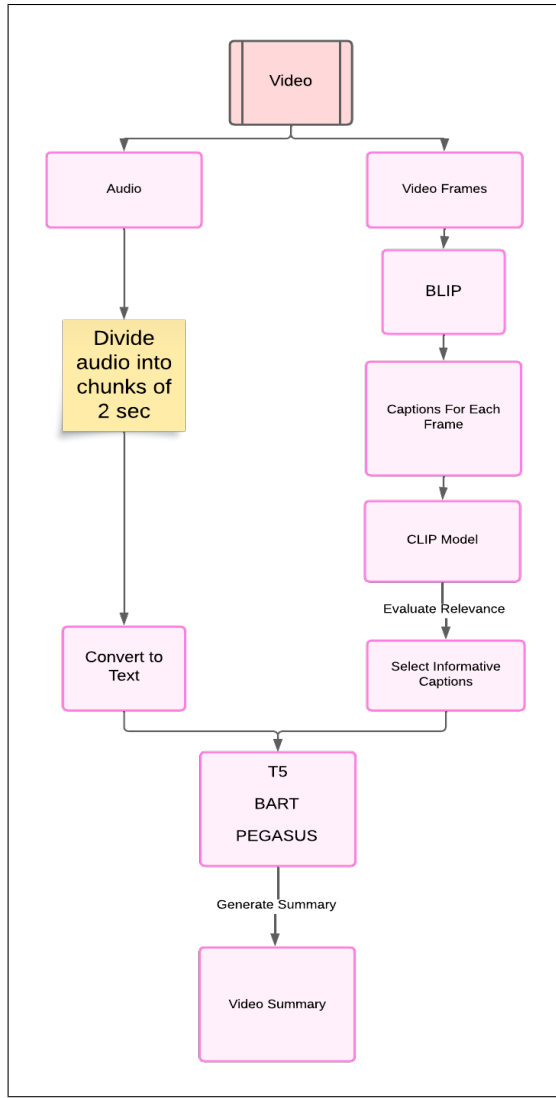 Video
Audio
Video Frames
BLIP
Divide
audio into
chunks of
2 sec
Captions For Each
Frame
CLIP Model
Evaluate Relevance
Convert to
Text
Select Informative
Captions
T5
BART
PEGASUS
Generate Summary
Video Summary